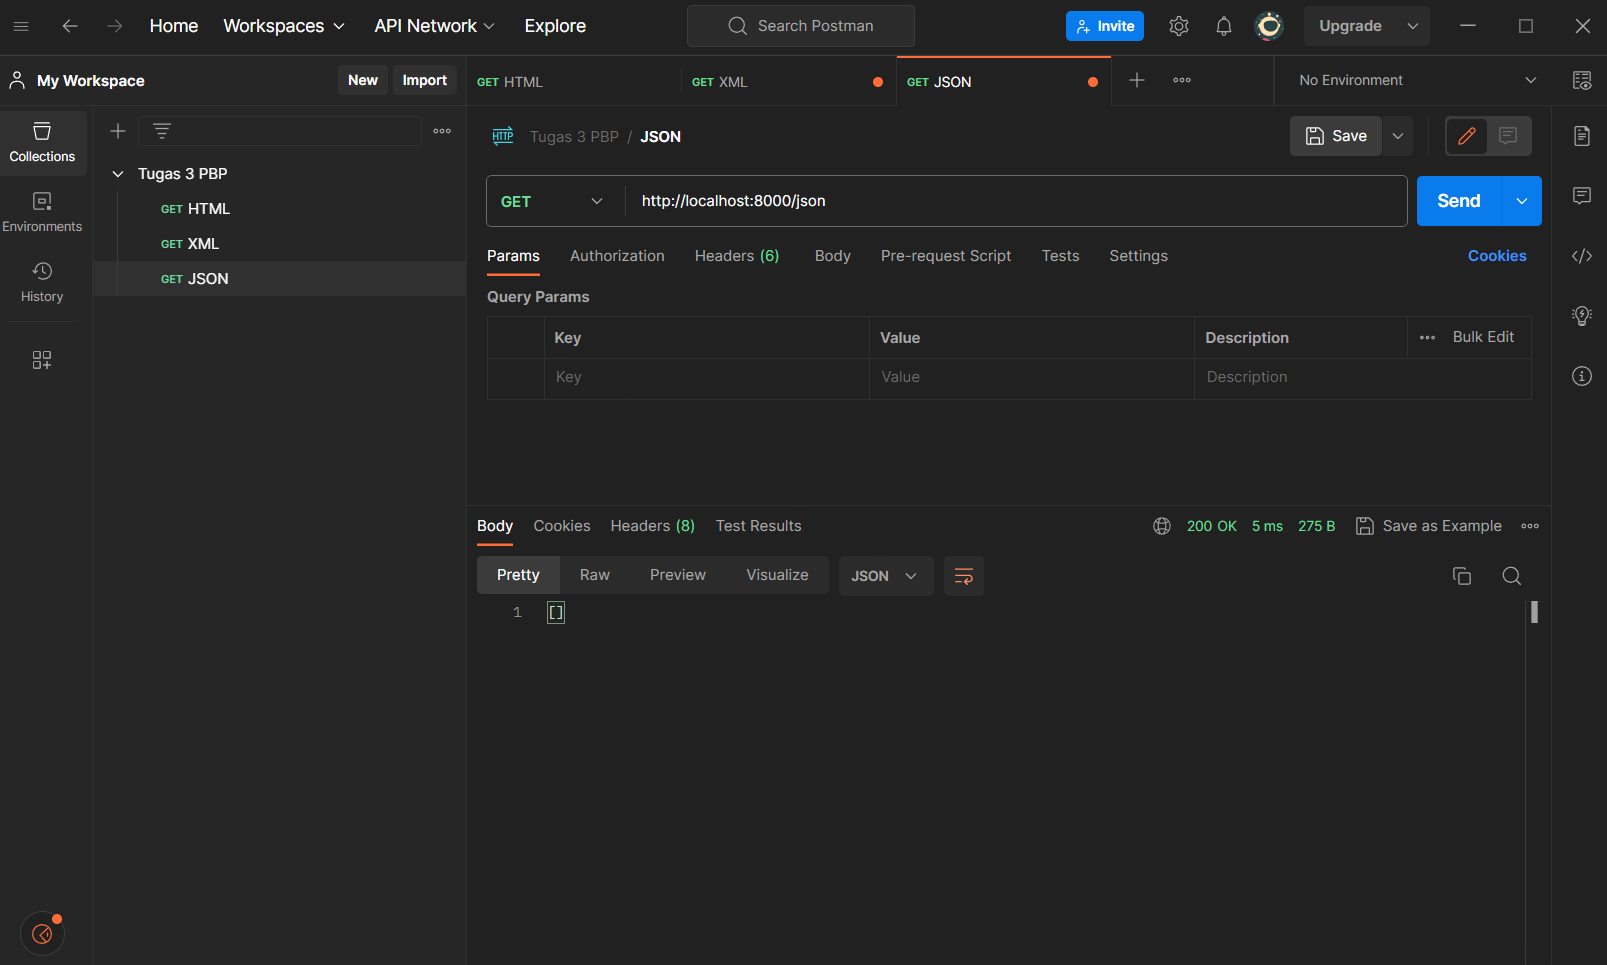 Home Workspaces API Network Explore Search Postman Invite Upgrade
My Workspace New Import GET HTML GET XML GET JSON No Environment
Collections
Environments
History
Tugas 3 PBP
GET HTML
GET XML
GET JSON
HTTP Tugas 3 PBP / JSON Save
GET http://localhost:8000/json Send
Params Authorization Headers (6) Body Pre-request Script Tests Settings Cookies
Query Params
Key Value Description Bulk Edit
Key Value Description
Body Cookies Headers (8) Test Results 200 OK 5 ms 275 B Save as Example
Pretty Raw Preview Visualize JSON
1 []